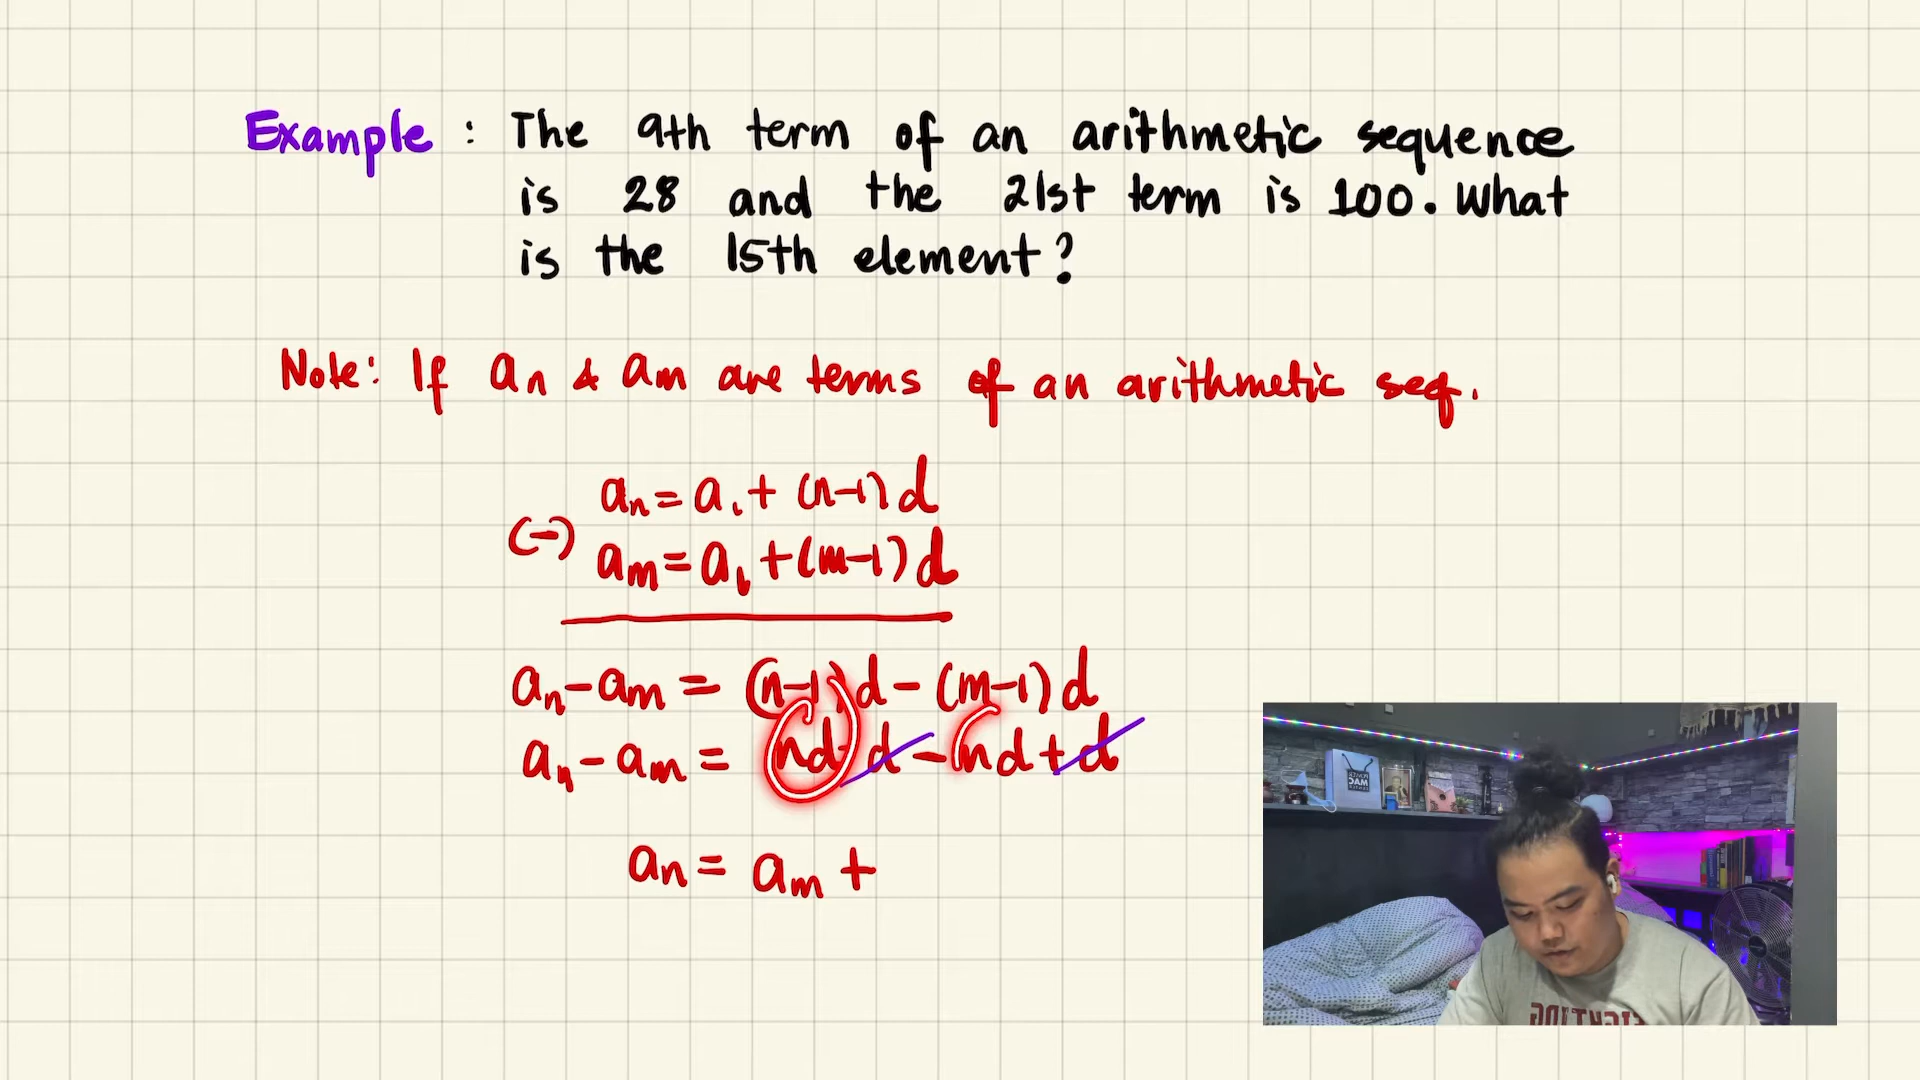 Example : The 9th term of an arithmetic sequence
is 28 and the 21st term is 100. What
is the 15th element?
Note: If an & am are terms of an arithmetic seq.
an = a1 + (n-1)d
(-) am = a1 + (m-1)d
an - am = (n-1)d - (m-1)d
an - am = nd - d - md + d
an = am +
MAC